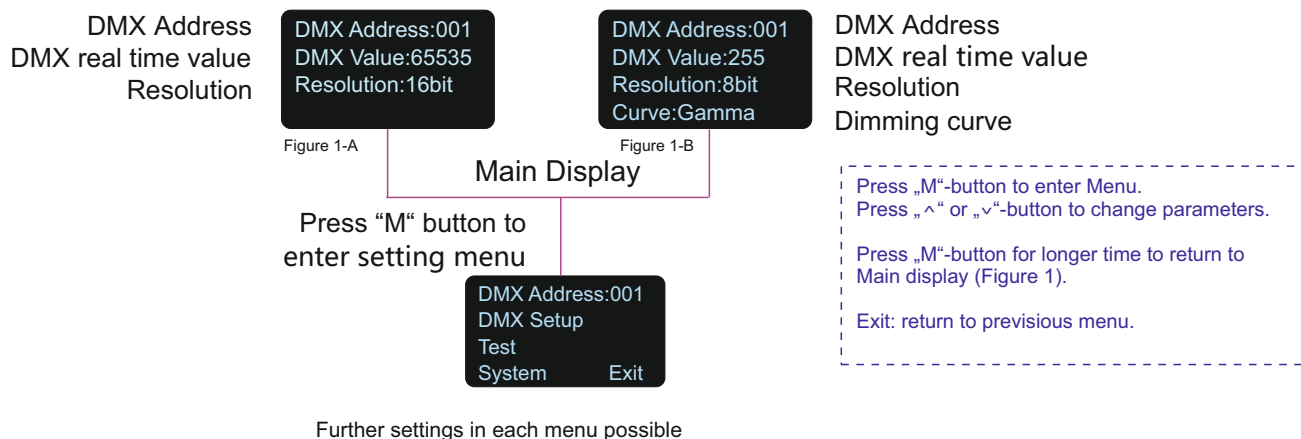 DMX Address
DMX real time value
Resolution
DMX Address:001
DMX Value:65535
Resolution:16bit
Figure 1-A
DMX Address:001
DMX Value:255
Resolution:8bit
Curve:Gamma
Figure 1-B
DMX Address
DMX real time value
Resolution
Dimming curve
Main Display
Press “M“ button to
enter setting menu
DMX Address:001
DMX Setup
Test
System Exit
Further settings in each menu possible
Press „M“-button to enter Menu.
Press „^“ or „˅“-button to change parameters.
Press „M“-button for longer time to return to
Main display (Figure 1).
Exit: return to previsious menu.